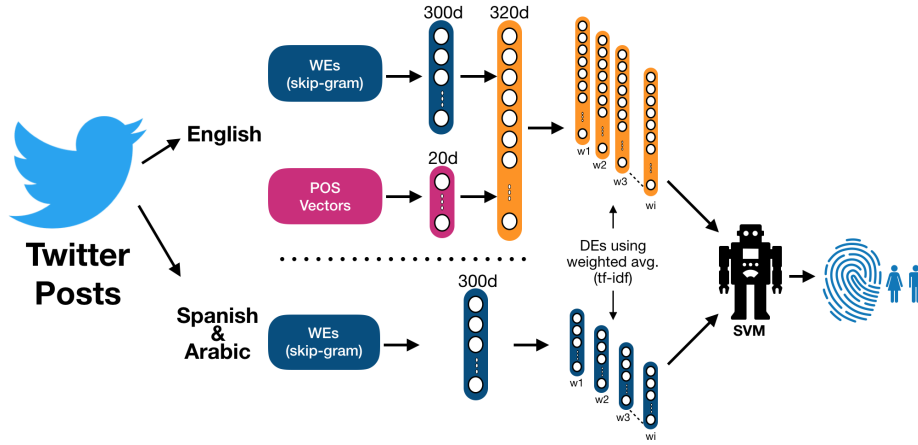 300d
320d
WEs
(skip-gram)
English
w1
w2
w3
wi
20d
POS
Vectors
Twitter
Posts
DEs using
weighted avg.
(tf-idf)
300d
Spanish
&
Arabic
WEs
(skip-gram)
SVM
w1
w2
w3
wi